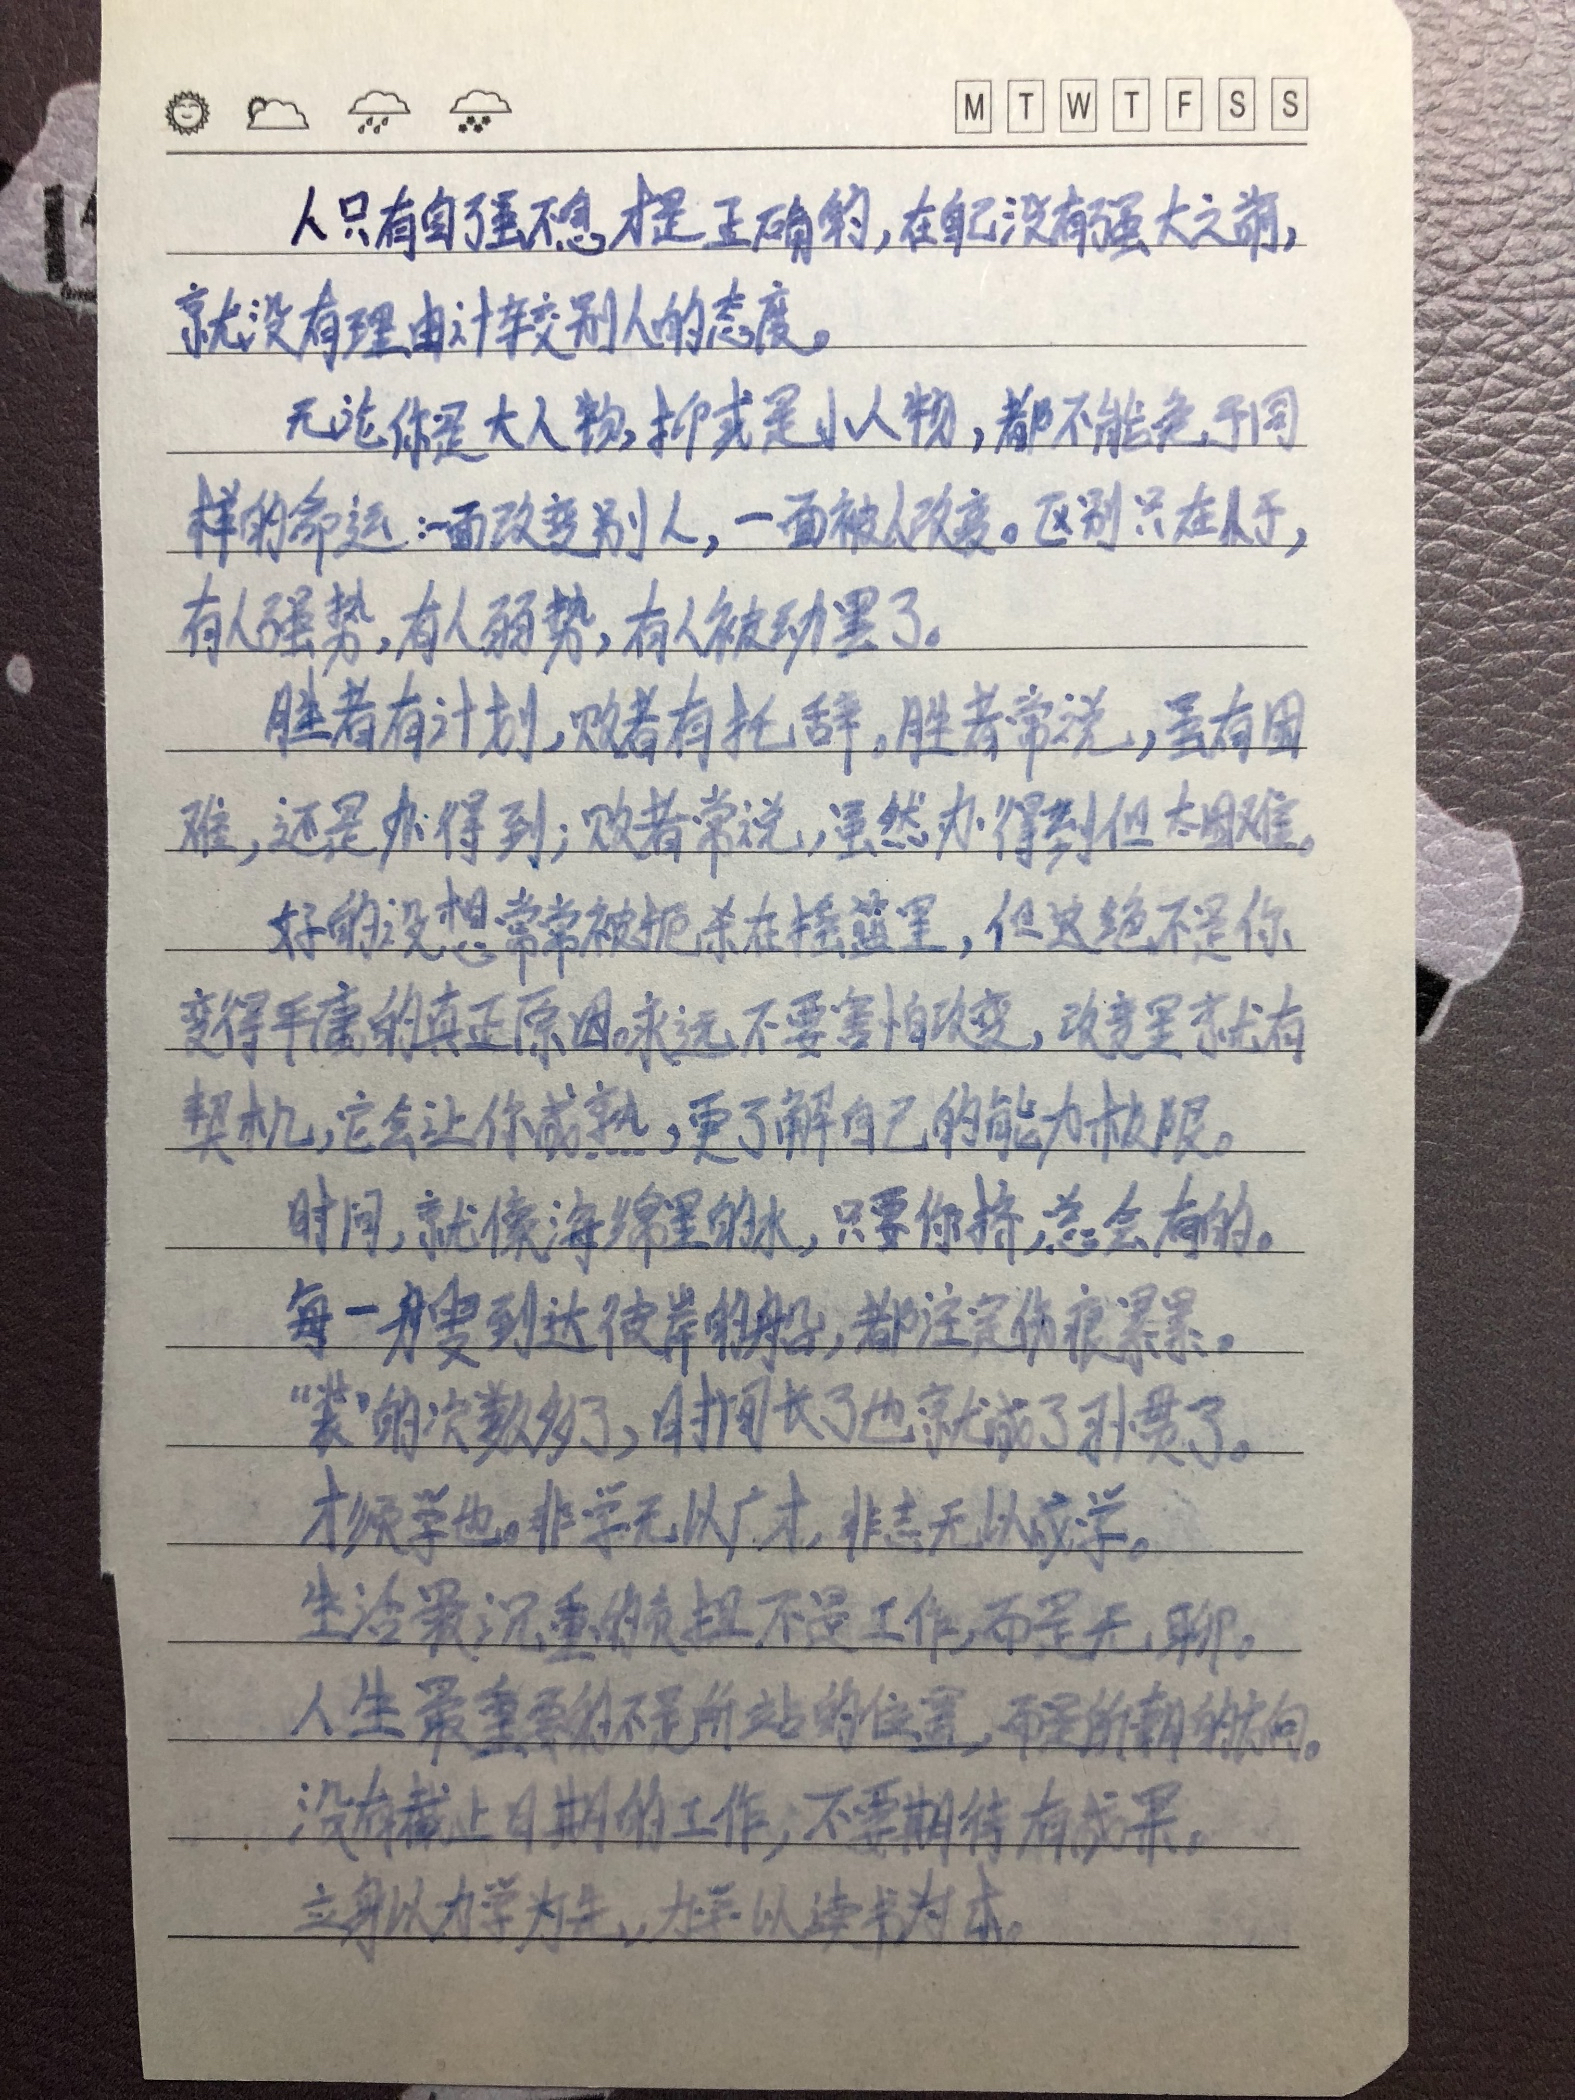 M T W T F S S
人只有自强不息,才是正确的,在自己没有强大之前,
就没有理由计较别人的态度。
无论你是大人物,抑或是小人物,都不能免于同
样的命运:一面改变别人,一面被人改变。区别只在于,
有人强势,有人弱势,有人被动罢了。
胜者有计划,败者有托辞。胜者常说,虽有困
难,还是办得到;败者常说,虽然办得到但太困难。
好的设想常常被扼杀在摇篮里,但这绝不是你
变得平庸的真正原因。永远不要害怕改变,改变里就有
契机,它会让你成熟,更了解自己的能力极限。
时间,就像海绵里的水,只要你挤,总会有的。
每一艘到达彼岸的船,都注定伤痕累累。
“装”的次数多了,时间长了也就成了习惯了。
才须学也。非学无以广才,非志无以成学。
生活最沉重的负担不是工作,而是无聊。
人生最重要的不是所站的位置,而是所朝的方向。
没有截止日期的工作,不要期待有成果。
立身以力学为先,力学以读书为本。